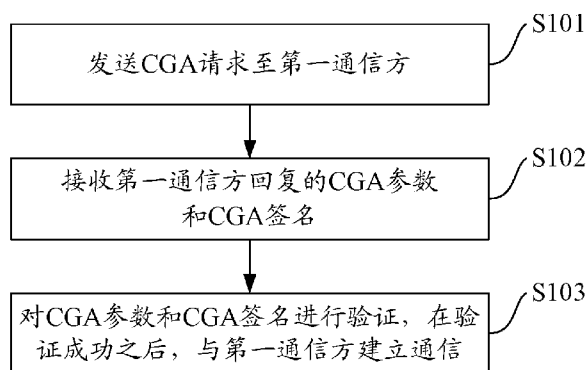 S101
发送CGA请求至第一通信方
S102
接收第一通信方回复的CGA参数
和CGA签名
S103
对CGA参数和CGA签名进行验证，在验
证成功之后，与第一通信方建立通信